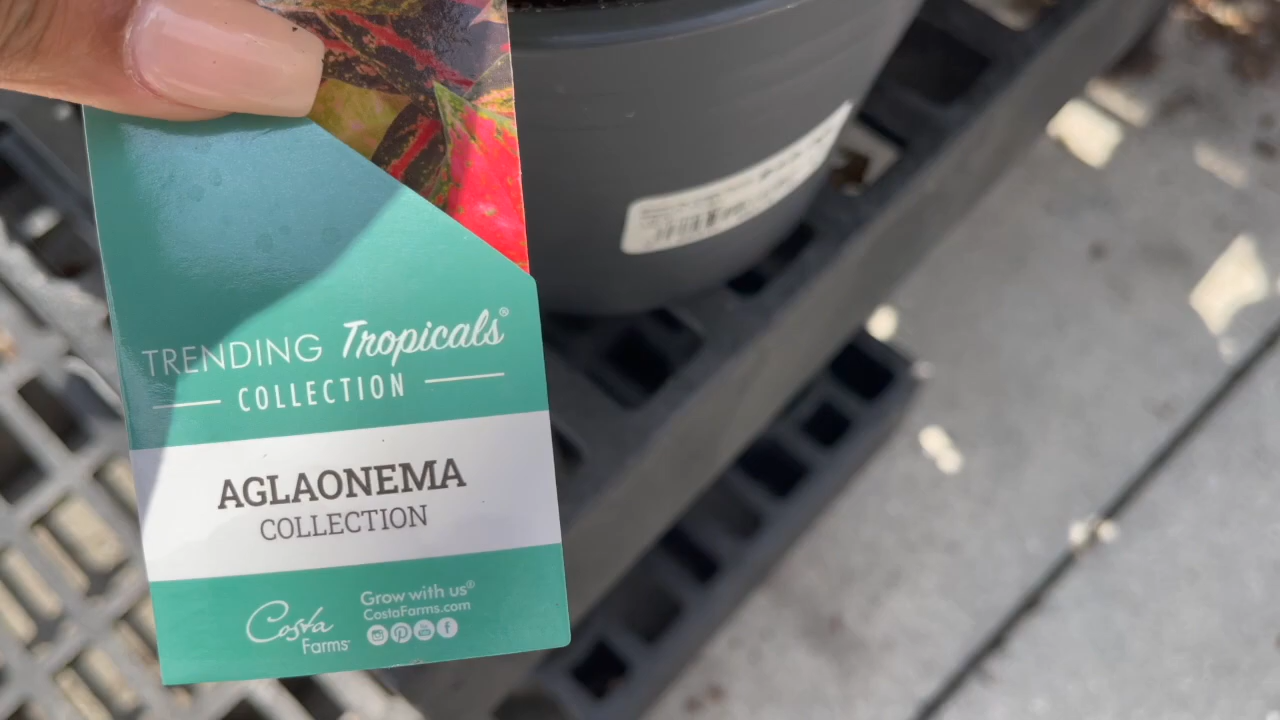 TRENDING Tropicals®
COLLECTION
AGLAONEMA
COLLECTION
Costa
Farms
Grow with us®
CostaFarms.com